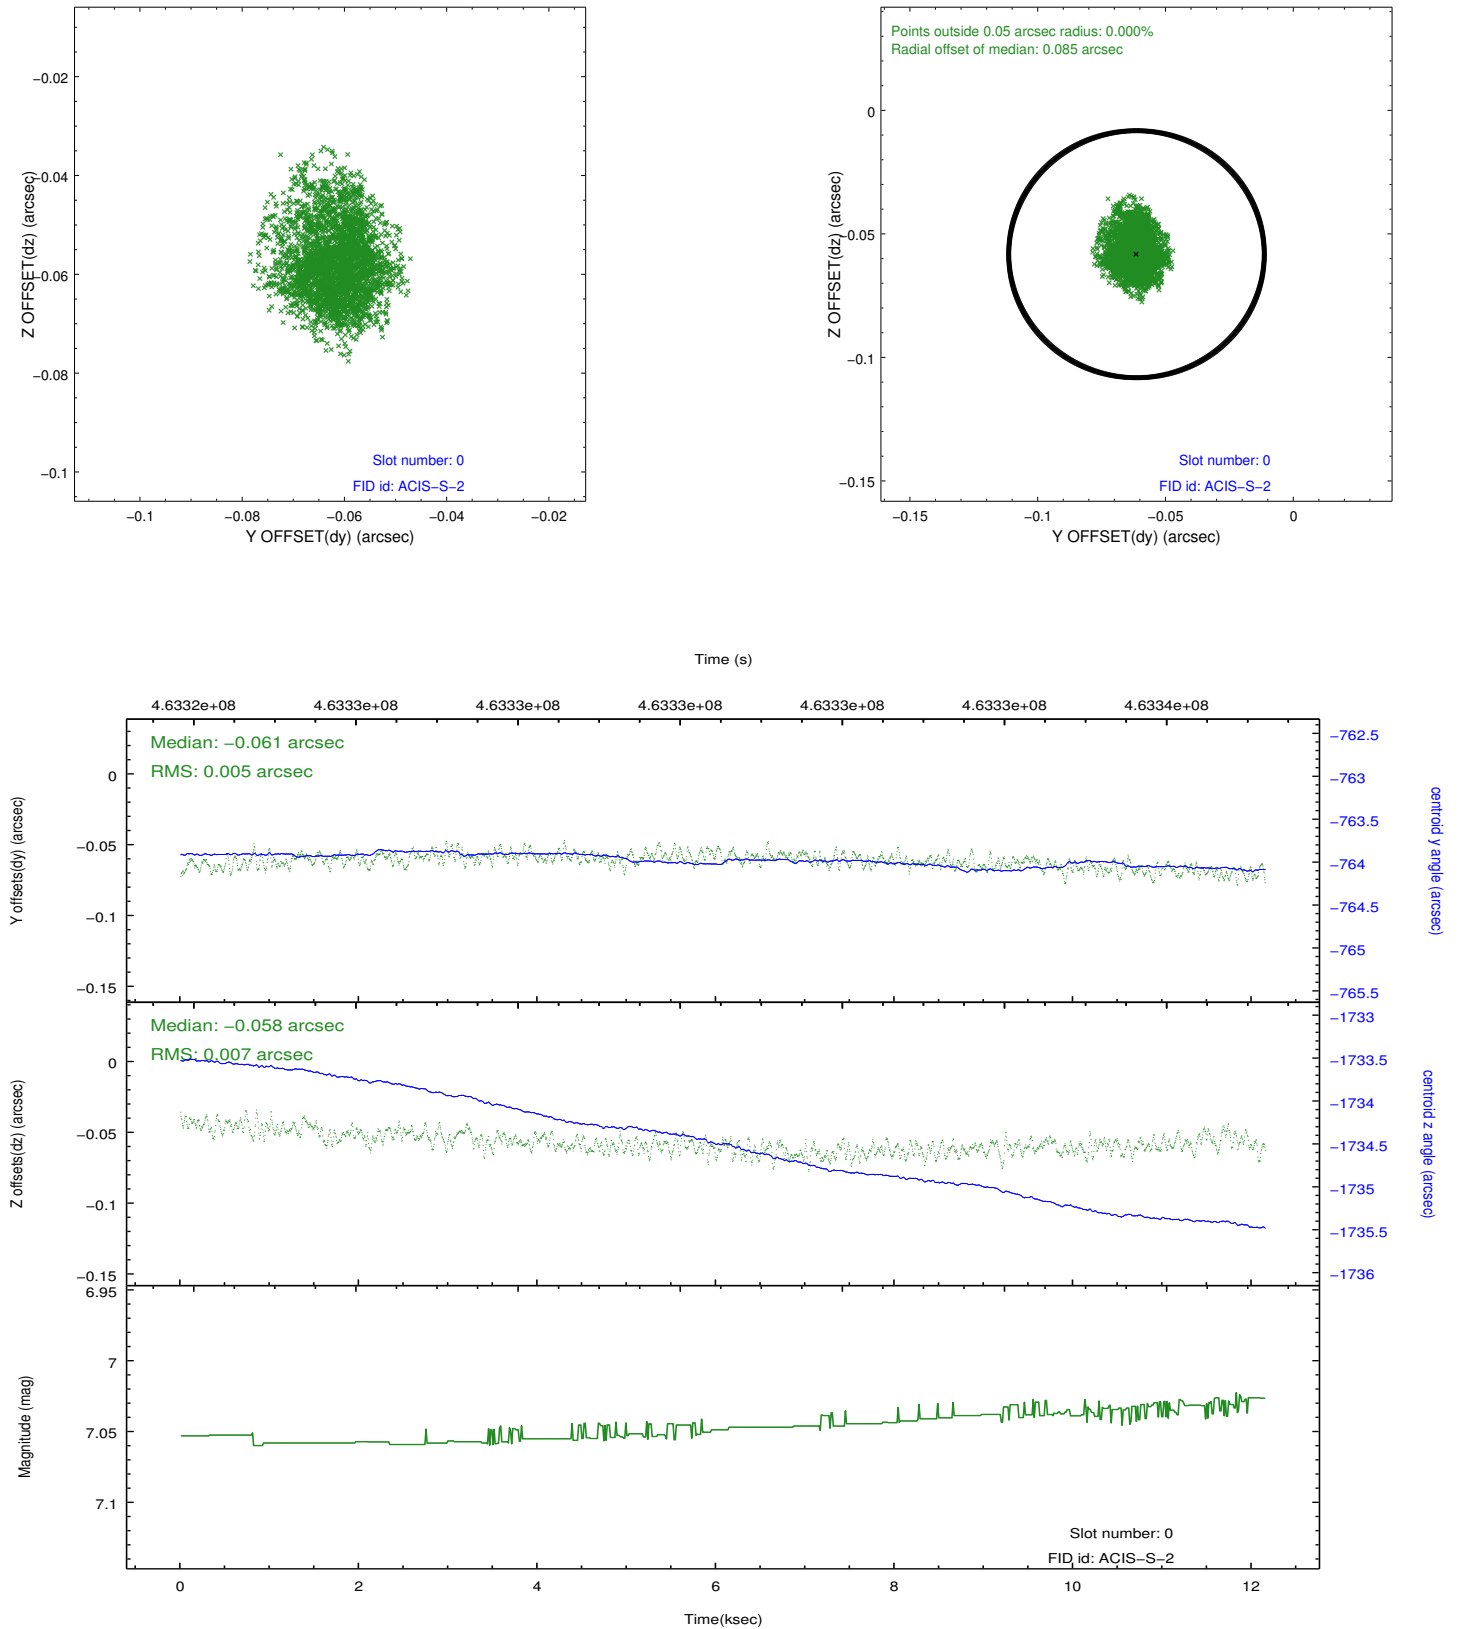 −0.02
−0.04
−0.06
−0.08
−0.1
Z OFFSET(dz) (arcsec)
Slot number: 0
FID id: ACIS−S−2
−0.1
−0.08
−0.06
−0.04
−0.02
Y OFFSET(dy) (arcsec)
Points outside 0.05 arcsec radius: 0.000%
Radial offset of median: 0.085 arcsec
0
−0.05
−0.1
−0.15
Z OFFSET(dz) (arcsec)
Slot number: 0
FID id: ACIS−S−2
−0.15
−0.1
−0.05
0
Y OFFSET(dy) (arcsec)
Time (s)
4.6332e+08
4.6333e+08
4.6333e+08
4.6333e+08
4.6333e+08
4.6333e+08
4.6334e+08
Median: −0.061 arcsec
RMS: 0.005 arcsec
0
−0.05
−0.1
−0.15
Y offsets(dy) (arcsec)
−762.5
−763
−763.5
−764
−764.5
−765
−765.5
centroid y angle (arcsec)
Median: −0.058 arcsec
RMS: 0.007 arcsec
0
−0.05
−0.1
−0.15
Z offsets(dz) (arcsec)
−1733
−1733.5
−1734
−1734.5
−1735
−1735.5
−1736
centroid z angle (arcsec)
6.95
7
7.05
7.1
Magnitude (mag)
Slot number: 0
FID id: ACIS−S−2
0
2
4
6
8
10
12
Time(ksec)